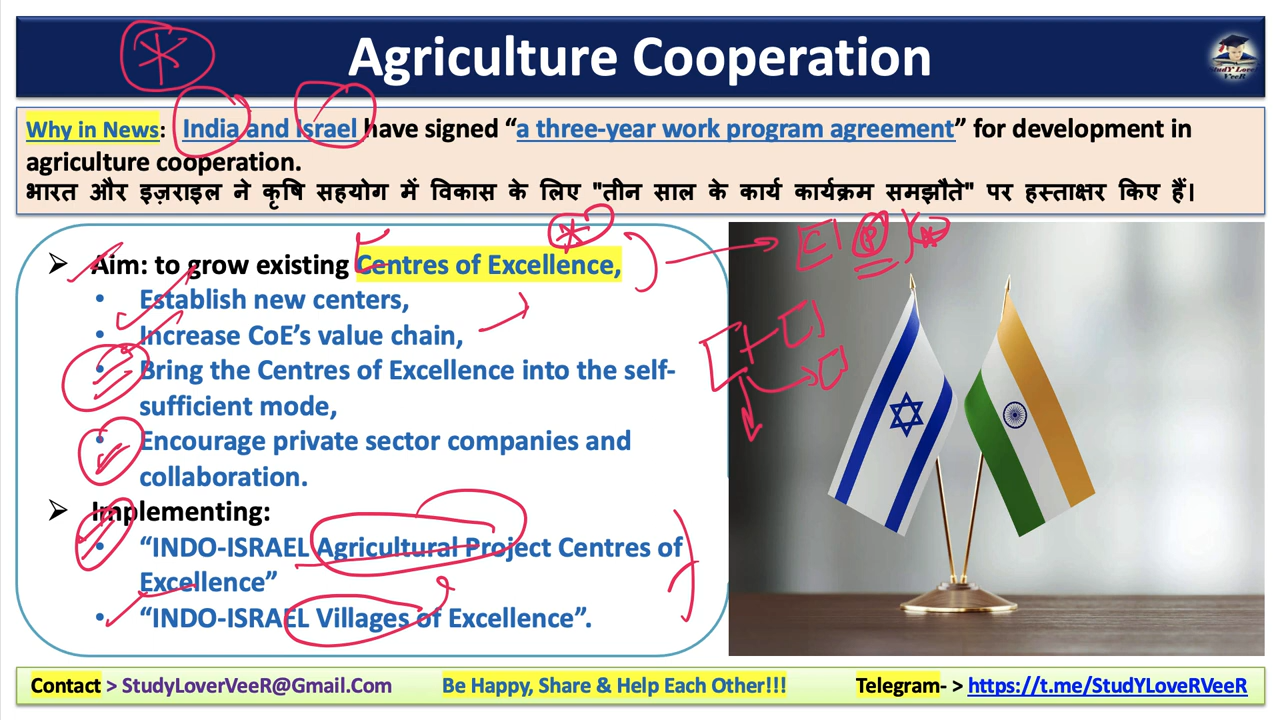 Agriculture Cooperation
StudY Lover
VeeR
Why in News: India and Israel have signed “a three-year work program agreement” for development in
agriculture cooperation.
भारत और इज़राइल ने कृषि सहयोग में विकास के लिए "तीन साल के कार्य कार्यक्रम समझौते" पर हस्ताक्षर किए हैं।
➢ Aim: to grow existing Centres of Excellence,
• Establish new centers,
• Increase CoE’s value chain,
• Bring the Centres of Excellence into the self-
sufficient mode,
• Encourage private sector companies and
collaboration.
➢ Implementing:
• “INDO-ISRAEL Agricultural Project Centres of
Excellence”
• “INDO-ISRAEL Villages of Excellence”.
Contact > StudyLoverVeeR@Gmail.Com Be Happy, Share & Help Each Other!!! Telegram- > https://t.me/StudYLoveRVeeR